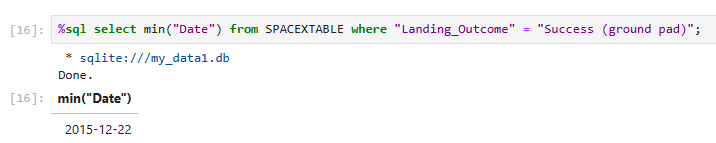 [16]: %sql select min("Date") from SPACEXTABLE where "Landing_Outcome" = "Success (ground pad)";
* sqlite:///my_data1.db
Done.
[16]: min("Date")
2015-12-22